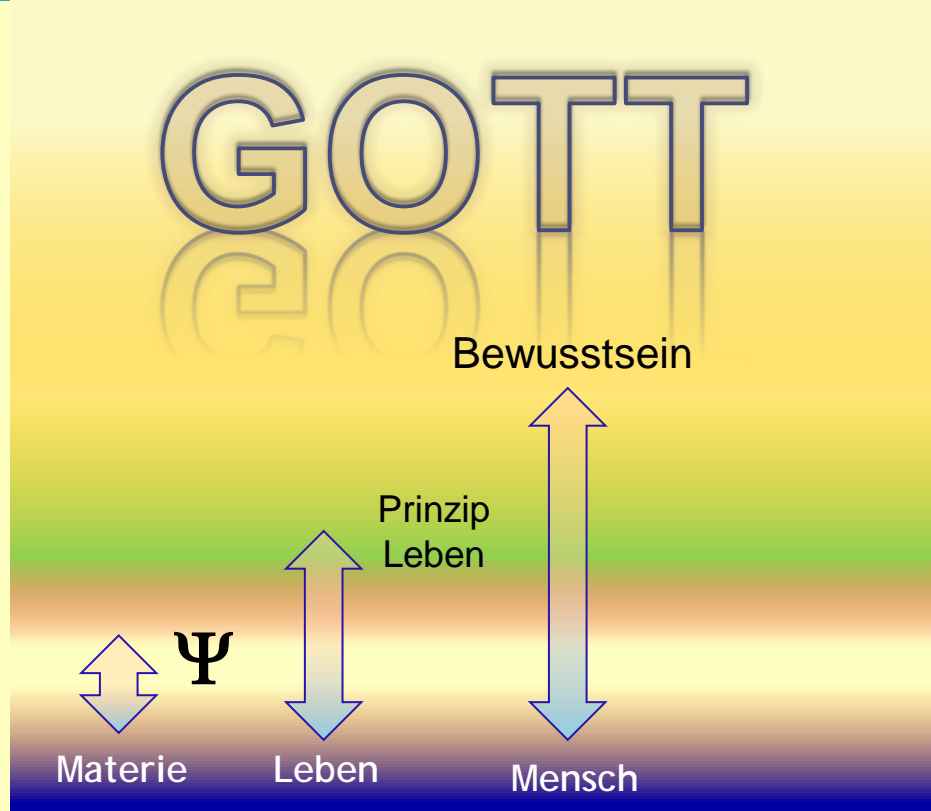 GOTT
Bewusstsein
Prinzip
Leben
Ψ
Materie
Leben
Mensch